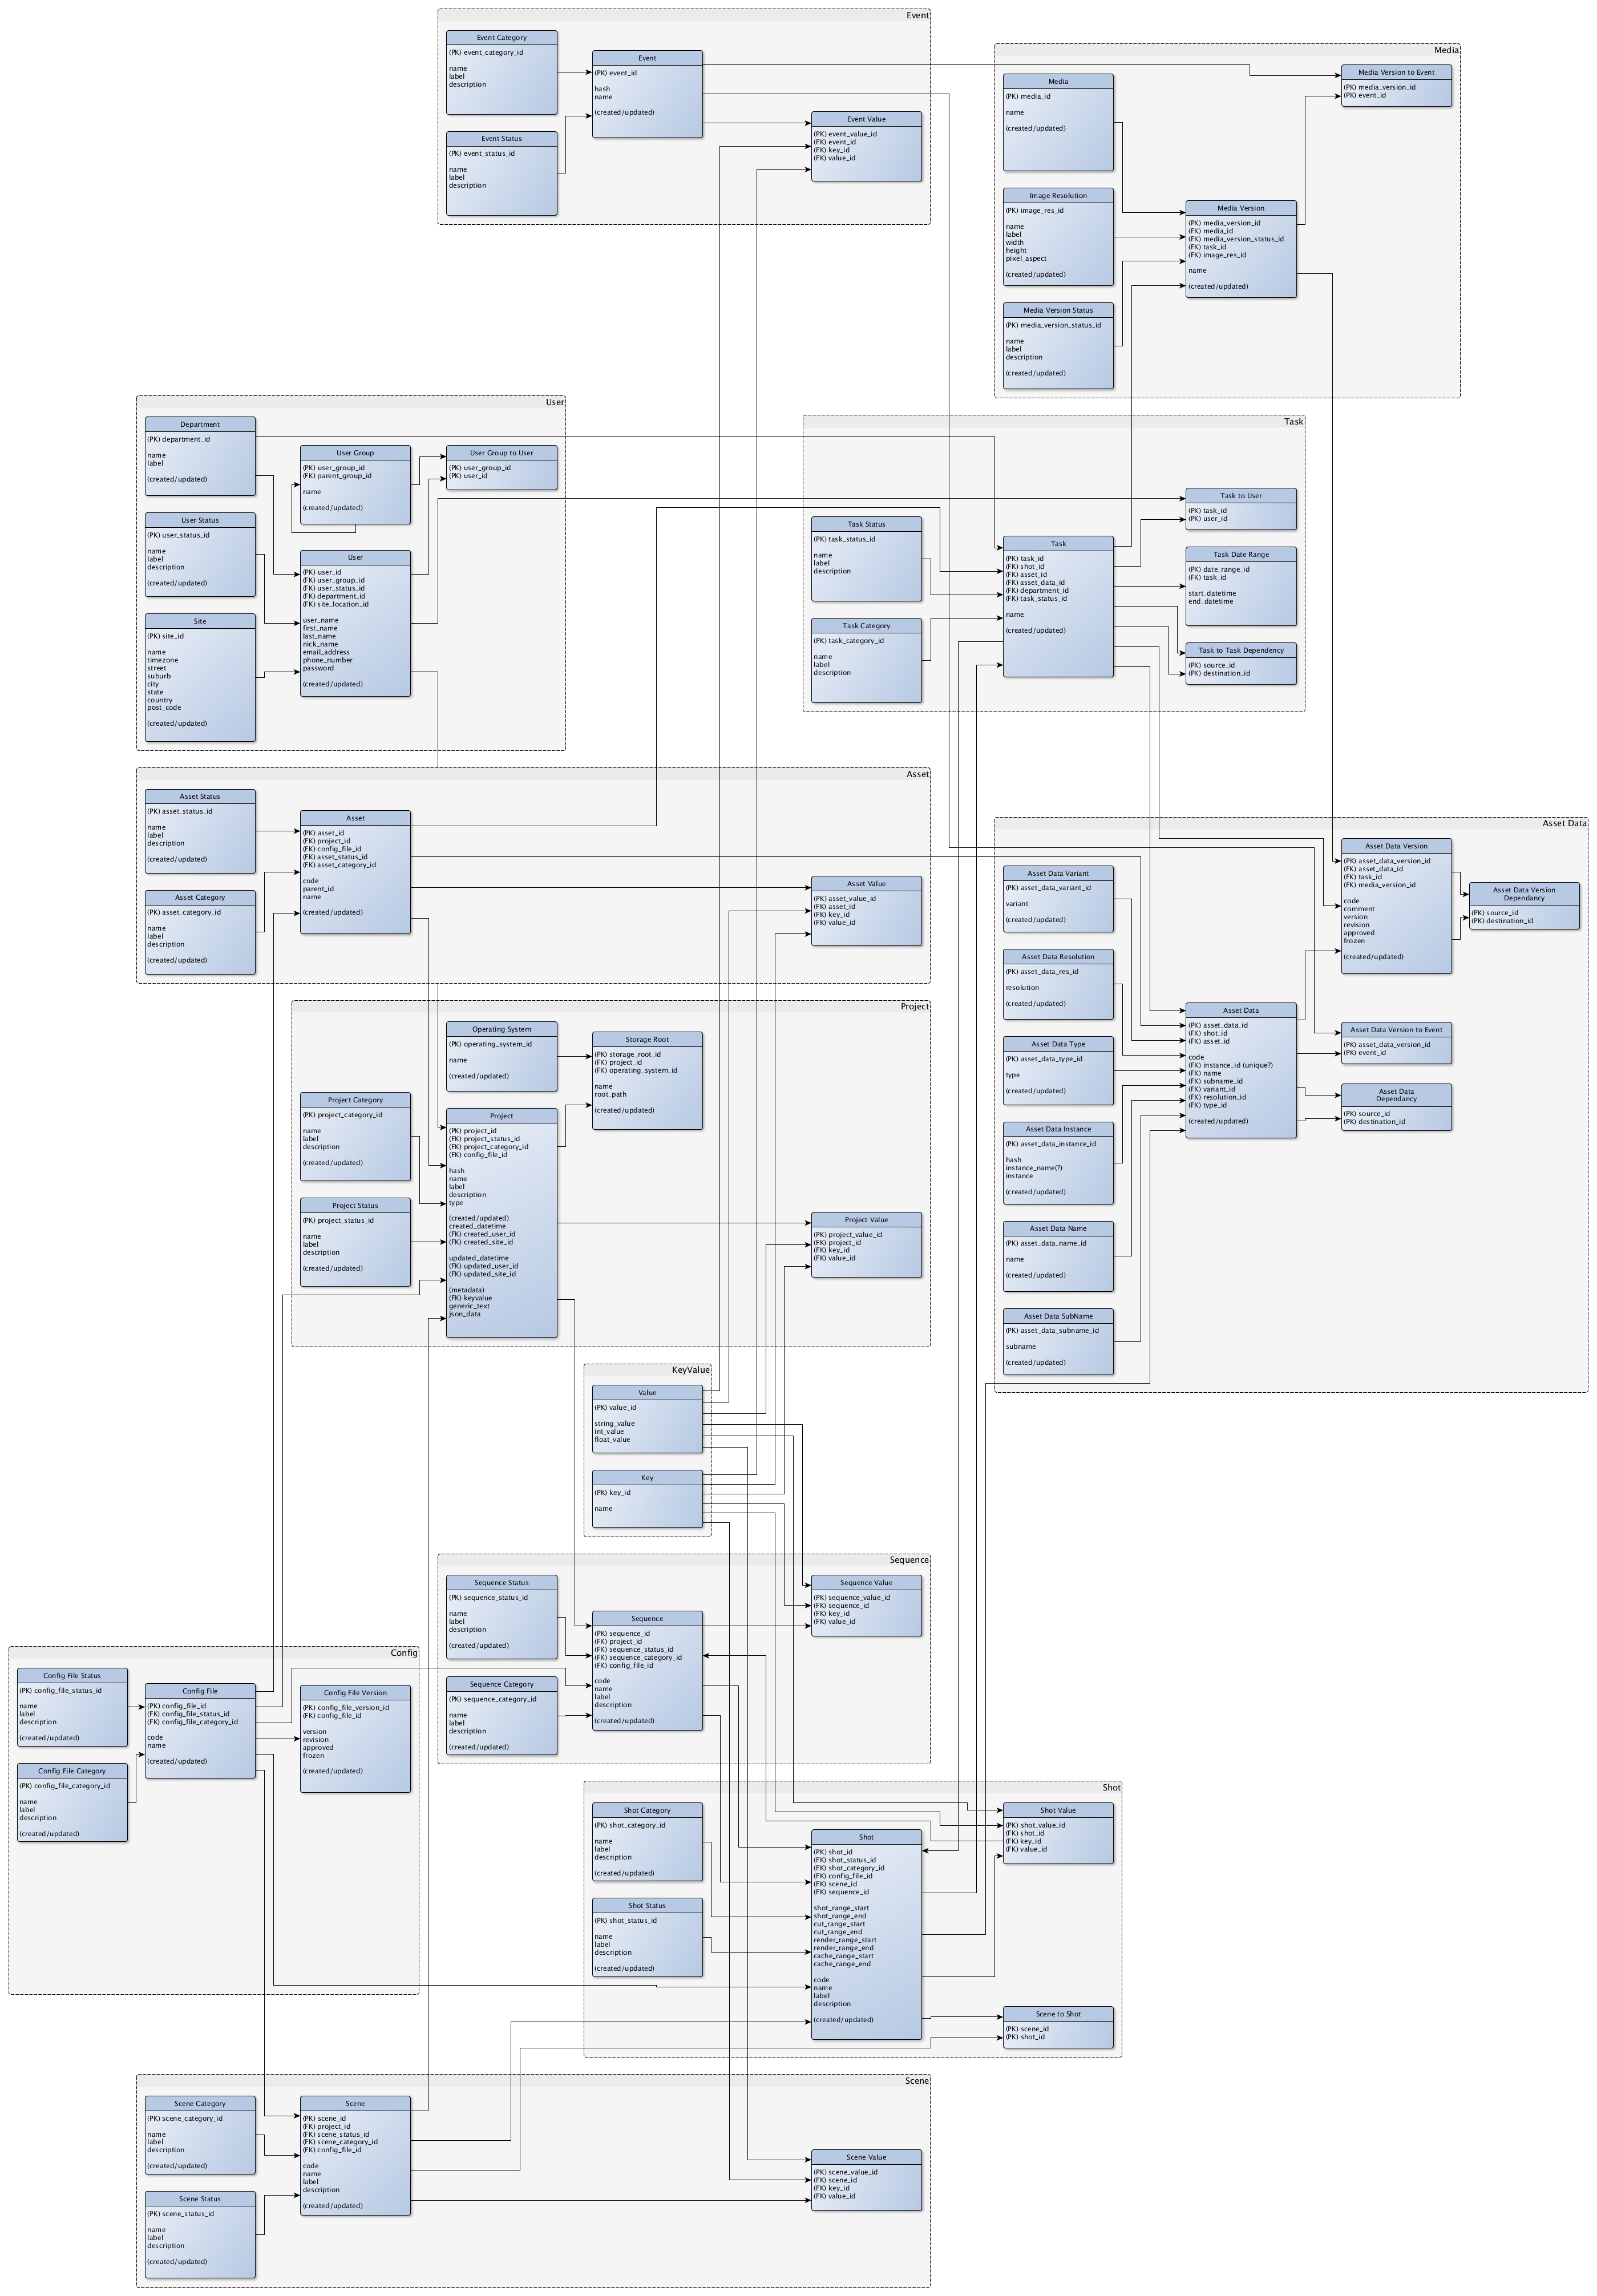 Event
Event Category
(PK) event_category_id
name
label
description
Event
(PK) event_id
hash
name
(created/updated)
Event Status
(PK) event_status_id
name
label
description
Event Value
(PK) event_value_id
(FK) event_id
(FK) key_id
(FK) value_id
Media
Media
(PK) media_id
name
(created/updated)
Media Version to Event
(PK) media_version_id
(PK) event_id
Image Resolution
(PK) image_res_id
name
label
width
height
pixel_aspect
(created/updated)
Media Version
(PK) media_version_id
(FK) media_id
(FK) media_version_status_id
(FK) task_id
(FK) image_res_id
name
(created/updated)
Media Version Status
(PK) media_version_status_id
name
label
description
(created/updated)
User
Department
(PK) department_id
name
label
(created/updated)
User Group
(PK) user_group_id
(FK) parent_group_id
name
(created/updated)
User Group to User
(PK) user_group_id
(PK) user_id
User Status
(PK) user_status_id
name
label
description
(created/updated)
User
(PK) user_id
(FK) user_group_id
(FK) user_status_id
(FK) department_id
(FK) site_location_id
user_name
first_name
last_name
nick_name
email_address
phone_number
password
(created/updated)
Site
(PK) site_id
name
timezone
street
suburb
city
state
country
post_code
(created/updated)
Task
Task Status
(PK) task_status_id
name
label
description
Task
(PK) task_id
(FK) shot_id
(FK) asset_id
(FK) asset_data_id
(FK) department_id
(FK) task_status_id
name
(created/updated)
Task to User
(PK) task_id
(PK) user_id
Task Date Range
(PK) date_range_id
(FK) task_id
start_datetime
end_datetime
Task Category
(PK) task_category_id
name
label
description
Task to Task Dependency
(PK) source_id
(PK) destination_id
Asset
Asset Status
(PK) asset_status_id
name
label
description
(created/updated)
Asset
(PK) asset_id
(FK) project_id
(FK) config_file_id
(FK) asset_status_id
(FK) asset_category_id
code
parent_id
name
(created/updated)
Asset Category
(PK) asset_category_id
name
label
description
(created/updated)
Asset Value
(PK) asset_value_id
(FK) asset_id
(FK) key_id
(FK) value_id
Asset Data
Asset Data Variant
(PK) asset_data_variant_id
variant
(created/updated)
Asset Data Version
(PK) asset_data_version_id
(FK) asset_data_id
(FK) task_id
(FK) media_version_id
code
comment
version
revision
approved
frozen
(created/updated)
Asset Data Version
Dependancy
(PK) source_id
(PK) destination_id
Asset Data Resolution
(PK) asset_data_res_id
resolution
(created/updated)
Asset Data
(PK) asset_data_id
(FK) shot_id
(FK) asset_id
code
(FK) instance_id (unique?)
(FK) name
(FK) subname_id
(FK) variant_id
(FK) resolution_id
(FK) type_id
(created/updated)
Asset Data Version to Event
(PK) asset_data_version_id
(PK) event_id
Asset Data Type
(PK) asset_data_type_id
type
(created/updated)
Asset Data
Dependancy
(PK) source_id
(PK) destination_id
Asset Data Instance
(PK) asset_data_instance_id
hash
instance_name(?)
instance
(created/updated)
Asset Data Name
(PK) asset_data_name_id
name
(created/updated)
Asset Data SubName
(PK) asset_data_subname_id
subname
(created/updated)
Project
Operating System
(PK) operating_system_id
name
(created/updated)
Storage Root
(PK) storage_root_id
(FK) project_id
(FK) operating_system_id
name
root_path
(created/updated)
Project Category
(PK) project_category_id
name
label
description
(created/updated)
Project
(PK) project_id
(FK) project_status_id
(FK) project_category_id
(FK) config_file_id
hash
name
label
description
type
(created/updated)
created_datetime
(FK) created_user_id
(FK) created_site_id
updated_datetime
(FK) updated_user_id
(FK) updated_site_id
(metadata)
(FK) keyvalue
generic_text
json_data
Project Status
(PK) project_status_id
name
label
description
(created/updated)
Project Value
(PK) project_value_id
(FK) project_id
(FK) key_id
(FK) value_id
KeyValue
Value
(PK) value_id
string_value
int_value
float_value
Key
(PK) key_id
name
Sequence
Sequence Status
(PK) sequence_status_id
name
label
description
(created/updated)
Sequence
(PK) sequence_id
(FK) project_id
(FK) sequence_status_id
(FK) sequence_category_id
(FK) config_file_id
code
name
label
description
(created/updated)
Sequence Value
(PK) sequence_value_id
(FK) sequence_id
(FK) key_id
(FK) value_id
Sequence Category
(PK) sequence_category_id
name
label
description
(created/updated)
Config
Config File Status
(PK) config_file_status_id
name
label
description
(created/updated)
Config File
(PK) config_file_id
(FK) config_file_status_id
(FK) config_file_category_id
code
name
(created/updated)
Config File Version
(PK) config_file_version_id
(FK) config_file_id
version
revision
approved
frozen
(created/updated)
Config File Category
(PK) config_file_category_id
name
label
description
(created/updated)
Shot
Shot Category
(PK) shot_category_id
name
label
description
(created/updated)
Shot
(PK) shot_id
(FK) shot_status_id
(FK) shot_category_id
(FK) config_file_id
(FK) scene_id
(FK) sequence_id
shot_range_start
shot_range_end
cut_range_start
cut_range_end
render_range_start
render_range_end
cache_range_start
cache_range_end
code
name
label
description
(created/updated)
Shot Value
(PK) shot_value_id
(FK) shot_id
(FK) key_id
(FK) value_id
Shot Status
(PK) shot_status_id
name
label
description
(created/updated)
Scene to Shot
(PK) scene_id
(PK) shot_id
Scene
Scene Category
(PK) scene_category_id
name
label
description
(created/updated)
Scene
(PK) scene_id
(FK) project_id
(FK) scene_status_id
(FK) scene_category_id
(FK) config_file_id
code
name
label
description
(created/updated)
Scene Value
(PK) scene_value_id
(FK) scene_id
(FK) key_id
(FK) value_id
Scene Status
(PK) scene_status_id
name
label
description
(created/updated)